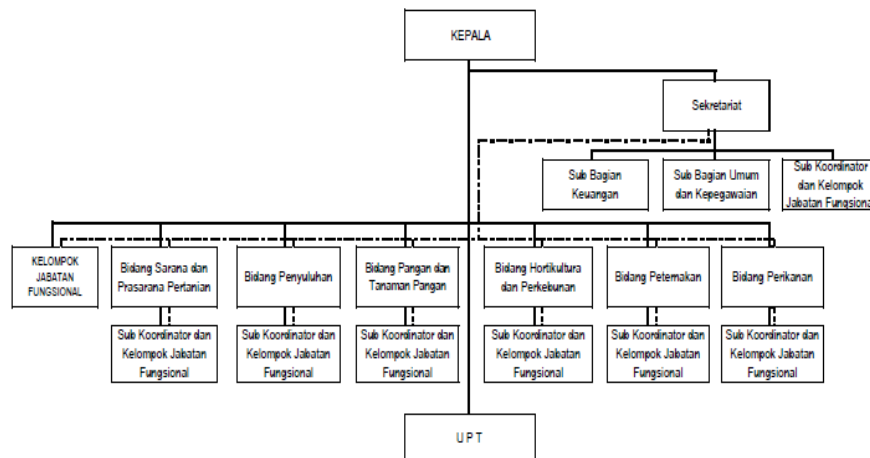 KEPALA
Sekretariat
Sub Bagian
Keuangan
Sub Bagian Umum
dan Kepegawaian
Sub Koordinator
dan Kelompok
Jabatan Fungsional
KELOMPOK
JABATAN
FUNGSIONAL
Bidang Sarana dan
Prasarana Pertanian
Bidang Penyuluhan
Bidang Pangan dan
Tanaman Pangan
Bidang Hortikultura
dan Perkebunan
Bidang Peternakan
Bidang Perikanan
Sub Koordinator dan
Kelompok Jabatan
Fungsional
Sub Koordinator dan
Kelompok Jabatan
Fungsional
Sub Koordinator dan
Kelompok Jabatan
Fungsional
Sub Koordinator dan
Kelompok Jabatan
Fungsional
Sub Koordinator dan
Kelompok Jabatan
Fungsional
Sub Koordinator dan
Kelompok Jabatan
Fungsional
U P T